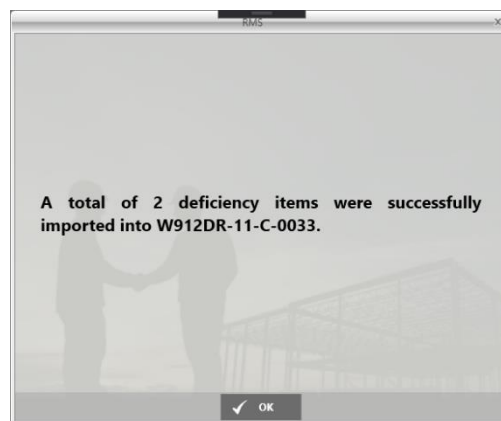 RMS
A total of 2 deficiency items were successfully
imported into W912DR-11-C-0033.
OK